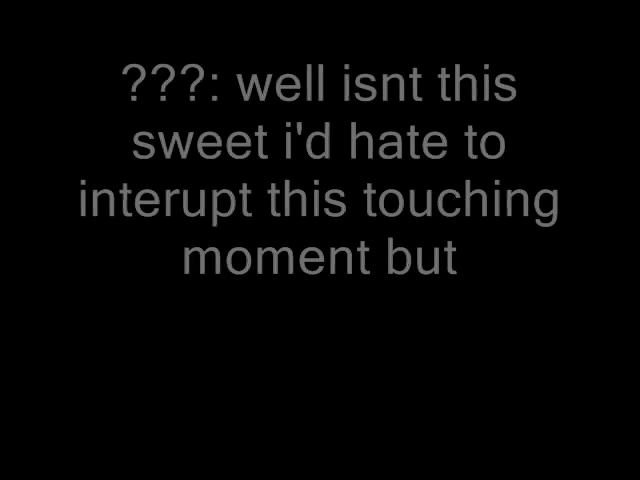 ???: well isnt this
sweet i'd hate to
interupt this touching
moment but